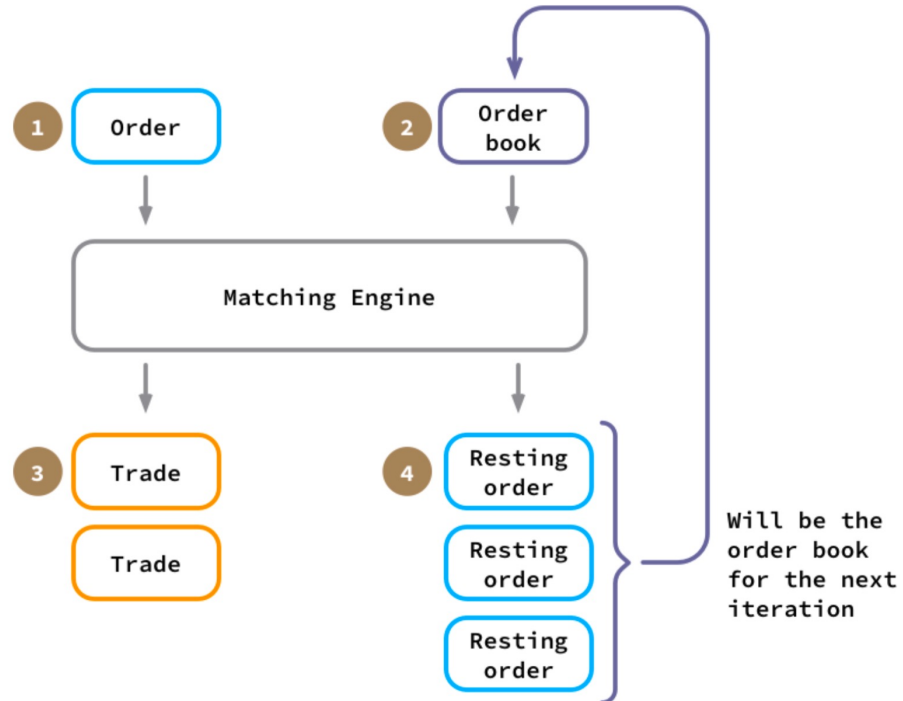 1
Order
2
Order
book
Matching Engine
3
Trade
Trade
4
Resting
order
Resting
order
Resting
order
Will be the
order book
for the next
iteration